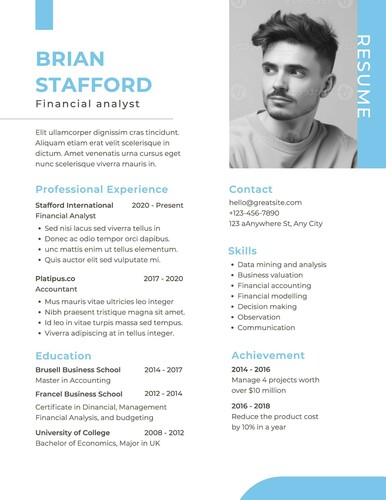 BRIAN
STAFFORD
Financial analyst
RESUME
Elit ullamcorper dignissim cras tincidunt.
Aliquam etiam erat velit scelerisque in
dictum. Amet venenatis urna cursus eget
nunc scelerisque viverra mauris in.
Professional Experience
Stafford International 2020 - Present
Financial Analyst
• Sed nisi lacus sed viverra tellus in
• Donec ac odio tempor orci dapibus.
• unc mattis enim ut tellus elementum.
• Quis auctor elit sed vulputate mi.
Platipus.co 2017 - 2020
Accountant
• Mus mauris vitae ultricies leo integer
• Nibh praesent tristique magna sit amet.
• Id leo in vitae turpis massa sed tempus.
• Viverra adipiscing at in tellus integer.
Education
Brusell Business School 2014 - 2017
Master in Accounting
Francel Business School 2012 - 2014
Certificate in Dinancial, Management
Financial Analysis, and budgeting
University of College 2008 - 2012
Bachelor of Economics, Major in UK
Contact
hello@greatsite.com
+123-456-7890
123 aAnywhere St, Any City
Skills
• Data mining and analysis
• Business valuation
• Financial accounting
• Financial modelling
• Decision making
• Observation
• Communication
Achievement
2014 - 2016
Manage 4 projects worth
over $10 million
2016 - 2018
Reduce the product cost
by 10% in a year